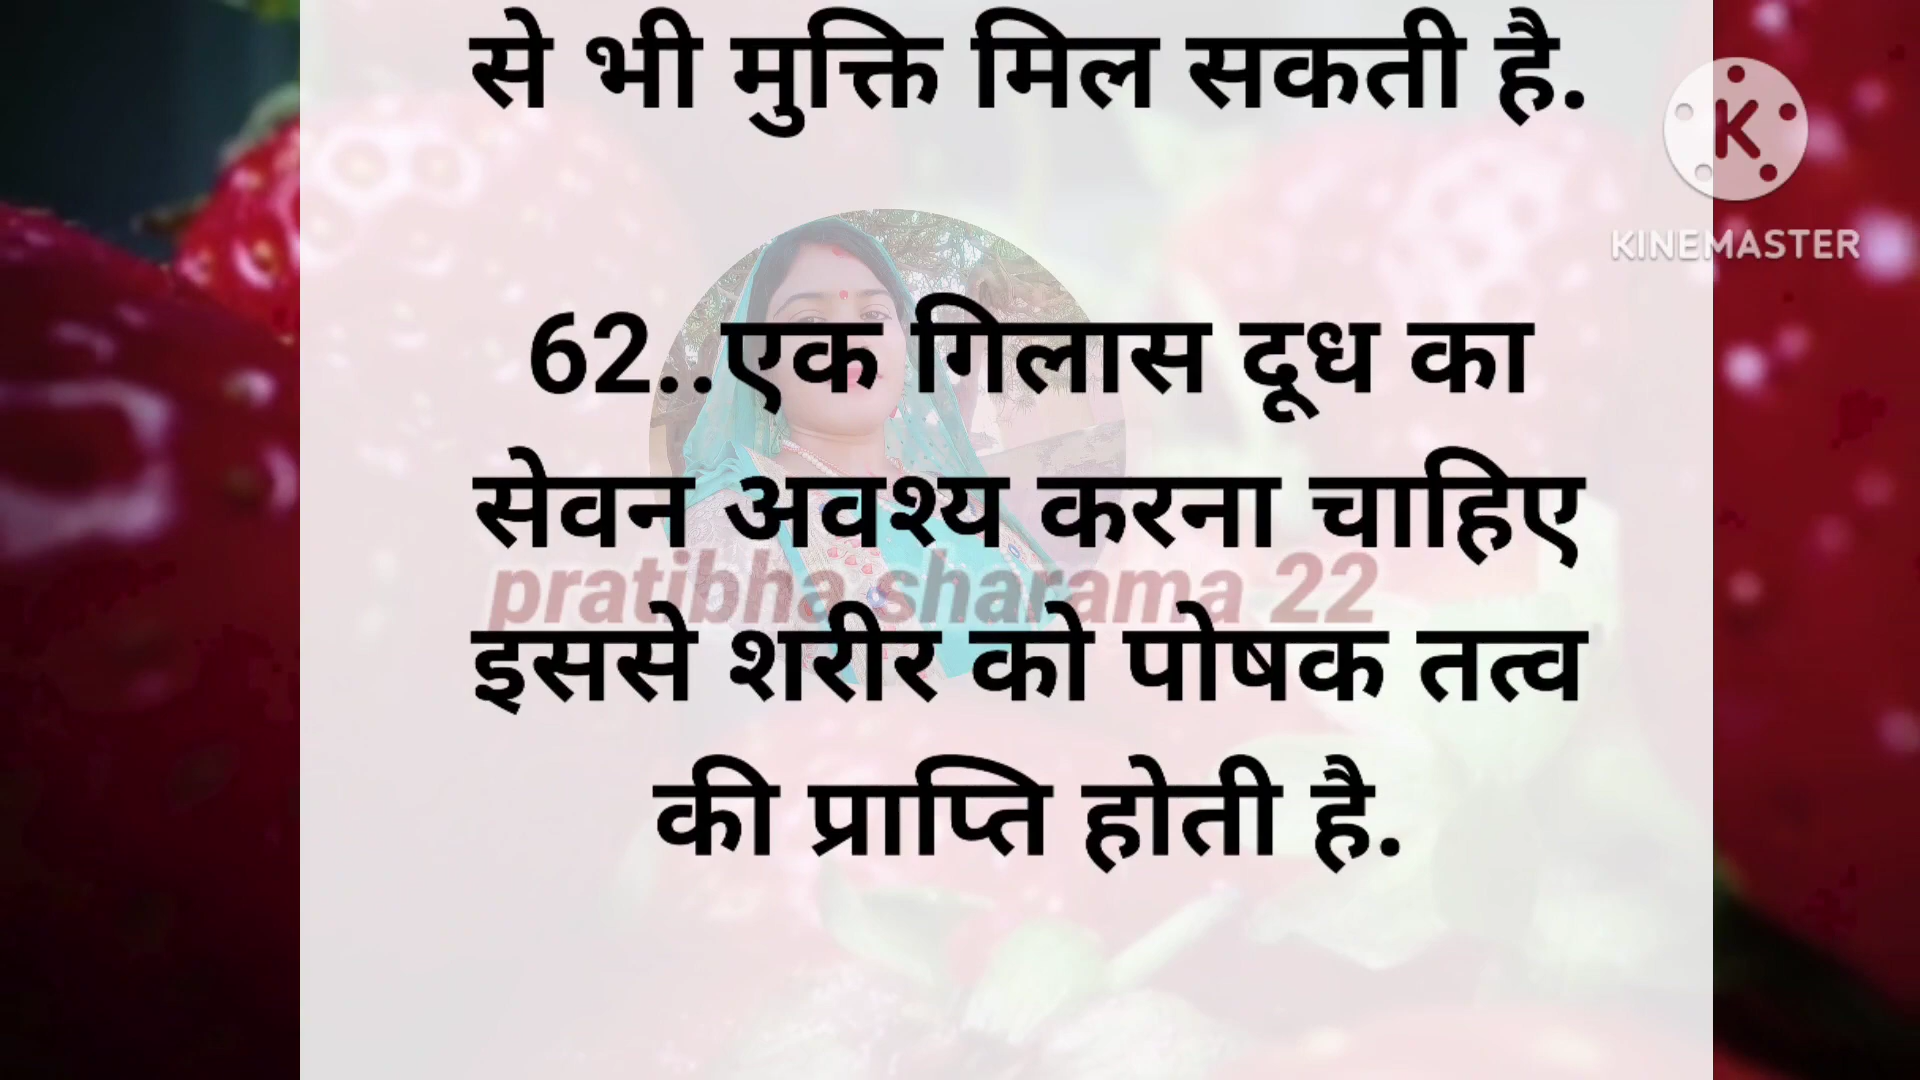 से भी मुक्ति मिल सकती है.
KINEMASTER
62..एक गिलास दूध का
सेवन अवश्य करना चाहिए
pratibha sharama 22
इससे शरीर को पोषक तत्व
की प्राप्ति होती है.